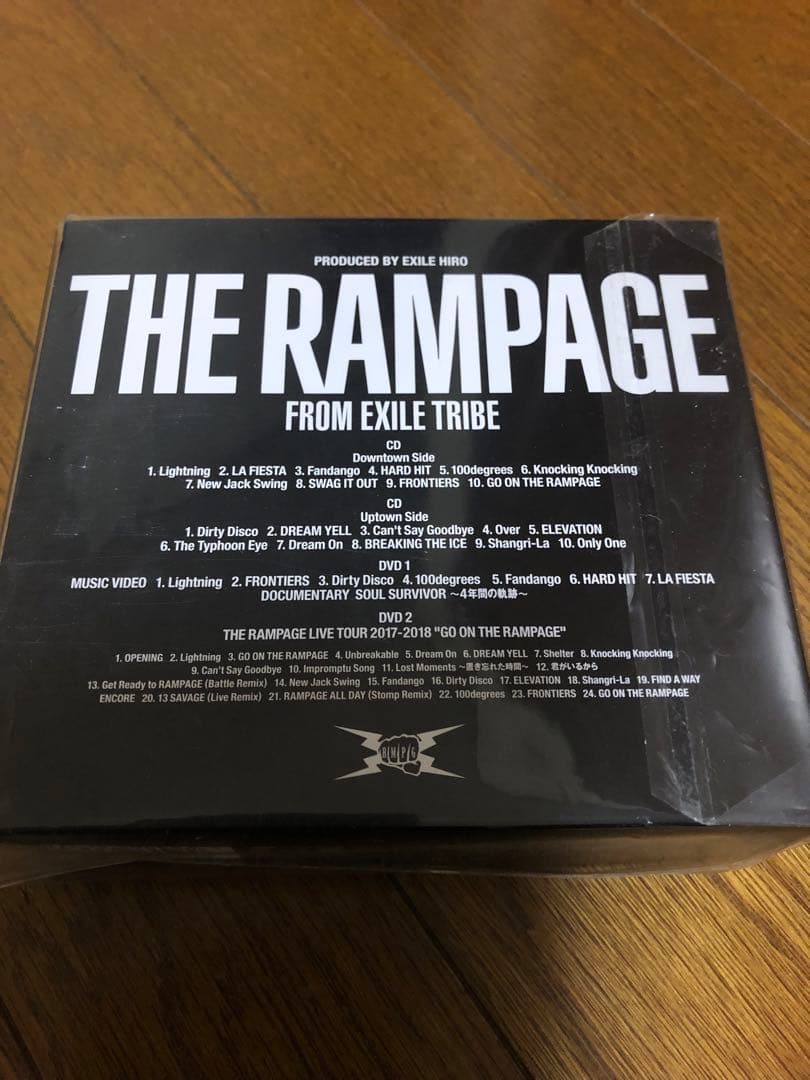 PRODUCED BY EXILE HIRO
THE RAMPAGE
FROM EXILE TRIBE
CD
Downtown Side
1. Lightning 2. LA FIESTA 3. Fandango 4. HARD HIT 5.100degrees 6. Knocking Knocking
7. New Jack Swing 8. SWAG IT OUT 9. FRONTIERS 10. GO ON THE RAMPAGE
CD
Uptown Side
1. Dirty Disco 2. DREAM YELL 3. Can't Say Goodbye 4. Over 5. ELEVATION
6. The Typhoon Eye 7. Dream On 8. BREAKING THE ICE 9. Shangri-La 10. Only One
DVD 1
MUSIC VIDEO 1. Lightning 2. FRONTIERS 3. Dirty Disco 4. 100degrees 5. Fandango 6. HARD HIT 7. LA FIESTA
DOCUMENTARY SOUL SURVIVOR ～4年間の軌跡～
DVD 2
THE RAMPAGE LIVE TOUR 2017-2018 "GO ON THE RAMPAGE"
1. OPENING 2. Lightning 3. GO ON THE RAMPAGE 4. Unbreakable 5. Dream On 6. DREAM YELL 7. Shelter 8. Knocking Knocking
9. Can't Say Goodbye 10. Impromptu Song 11. Lost Moments ～置き忘れた時間～ 12. 君がいるから
13. Get Ready to RAMPAGE (Battle Remix) 14. New Jack Swing 15. Fandango 16. Dirty Disco 17. ELEVATION 18. Shangri-La 19. FIND A WAY
ENCORE 20. 13 SAVAGE (Live Remix) 21. RAMPAGE ALL DAY (Stomp Remix) 22. 100degrees 23. FRONTIERS 24. GO ON THE RAMPAGE
RMPG